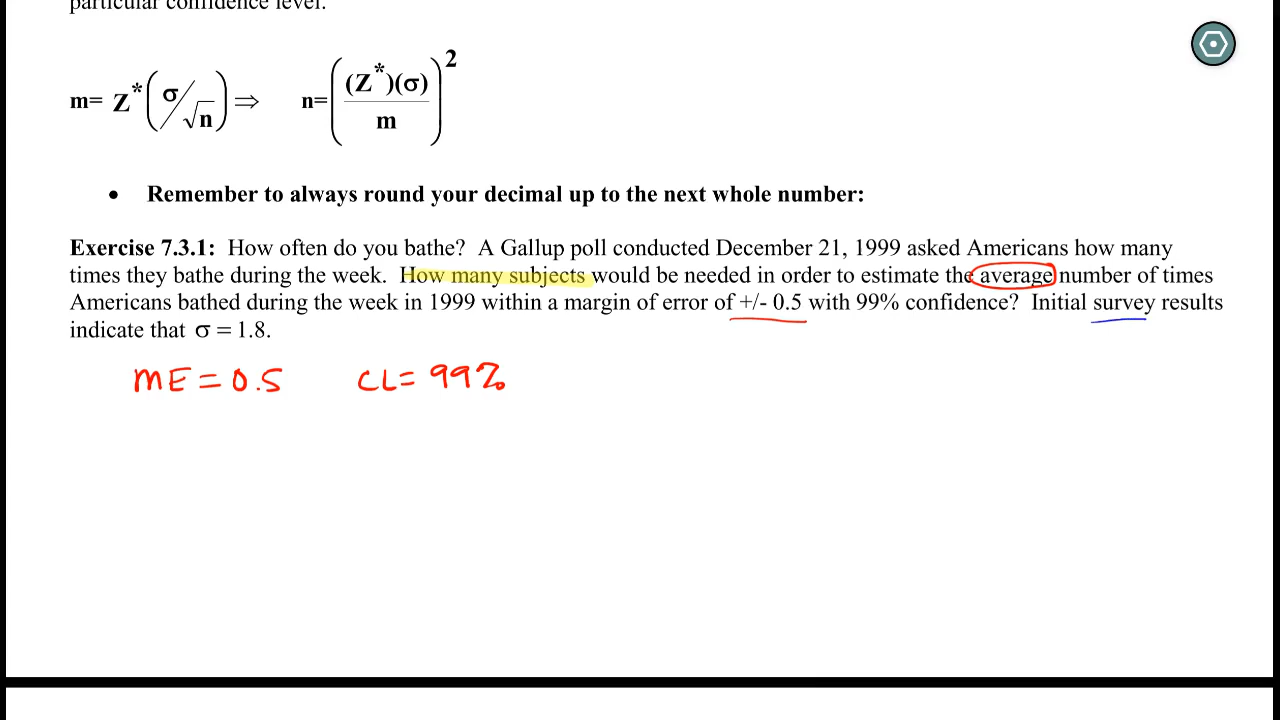 particular confidence level.
m= Z*(σ/√n) ⇒ n=((Z*)(σ)/m)²
• Remember to always round your decimal up to the next whole number:
Exercise 7.3.1: How often do you bathe? A Gallup poll conducted December 21, 1999 asked Americans how many
times they bathe during the week. How many subjects would be needed in order to estimate the average number of times
Americans bathed during the week in 1999 within a margin of error of +/- 0.5 with 99% confidence? Initial survey results
indicate that σ = 1.8.
ME = 0.5 CL = 99%